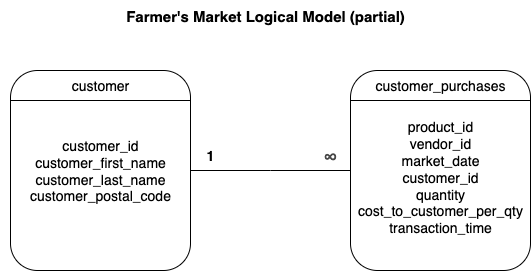 Farmer's Market Logical Model (partial)
customer
customer_id
customer_first_name
customer_last_name
customer_postal_code
1
∞
customer_purchases
product_id
vendor_id
market_date
customer_id
quantity
cost_to_customer_per_qty
transaction_time